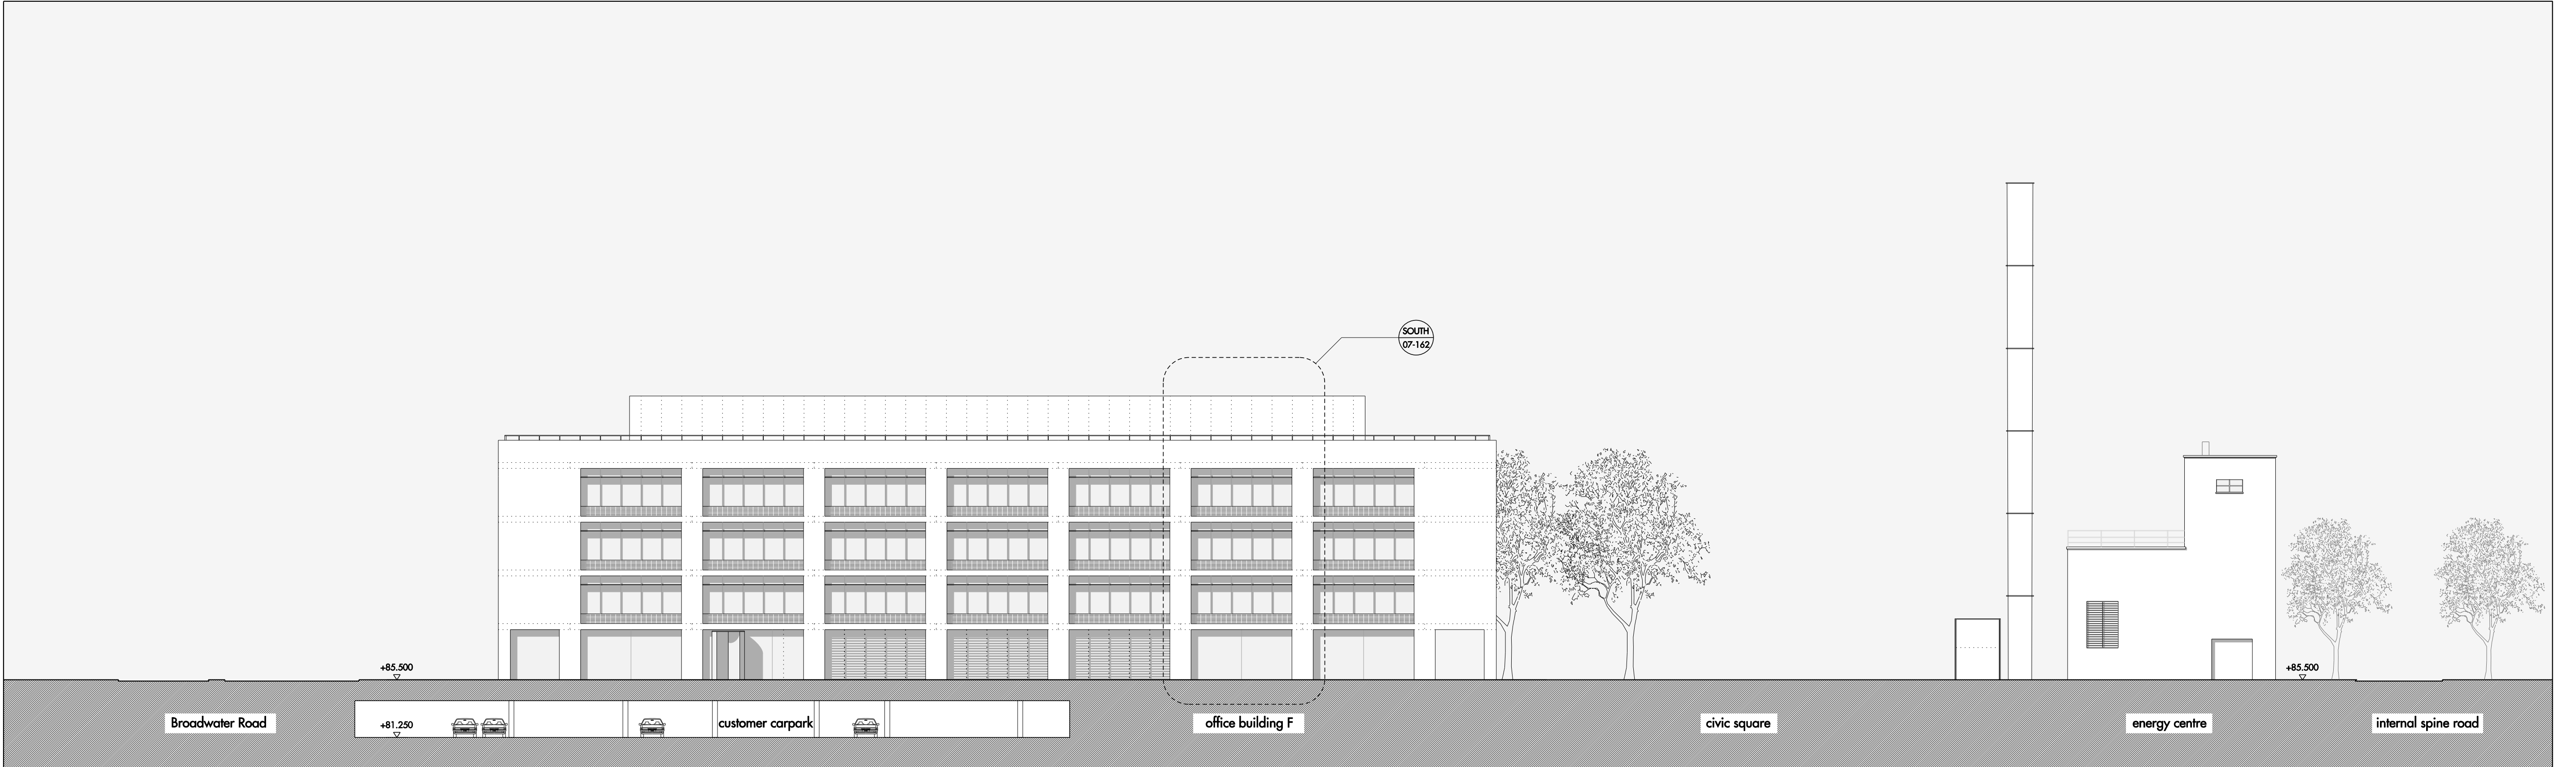 SOUTH
07-162
+85.500
+85.500
Broadwater Road
+81.250
customer carpark
office building F
civic square
energy centre
internal spine road